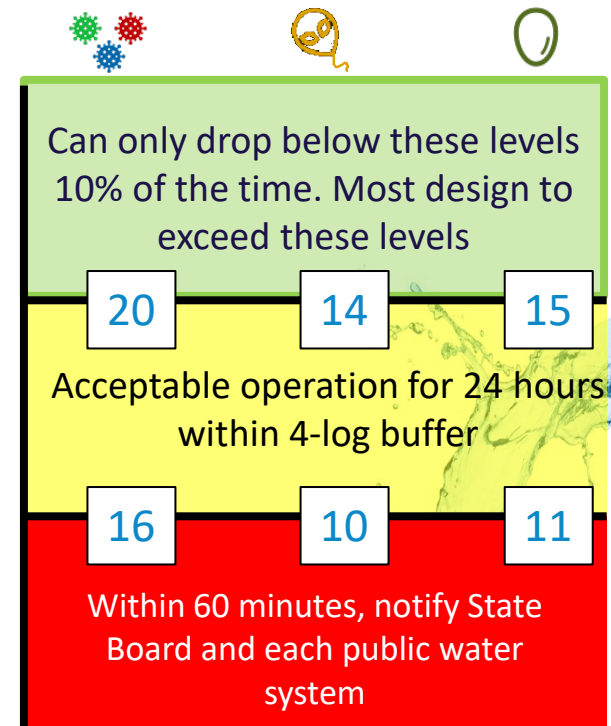 Can only drop below these levels
10% of the time. Most design to
exceed these levels
20 14 15
Acceptable operation for 24 hours
within 4-log buffer
16 10 11
Within 60 minutes, notify State
Board and each public water
system